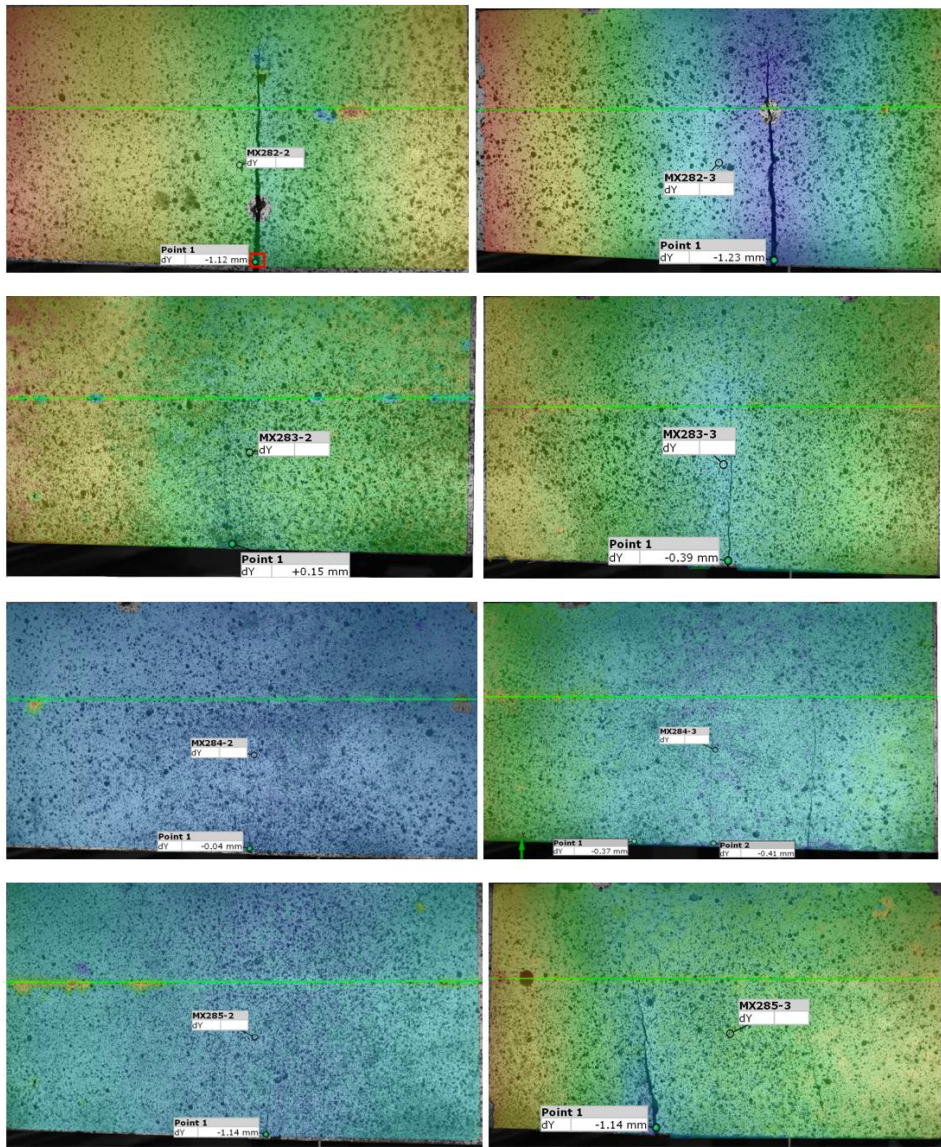 MX282-2
dY
Point 1
dY -1.12 mm
MX282-3
dY
Point 1
dY -1.23 mm
MX283-2
dY
Point 1
dY +0.15 mm
MX283-3
dY
Point 1
dY -0.39 mm
MX284-2
dY
Point 1
dY -0.04 mm
MX284-3
dY
Point 1
dY -0.37 mm
Point 2
dY -0.41 mm
MX285-2
dY
Point 1
dY -1.14 mm
MX285-3
dY
Point 1
dY -1.14 mm